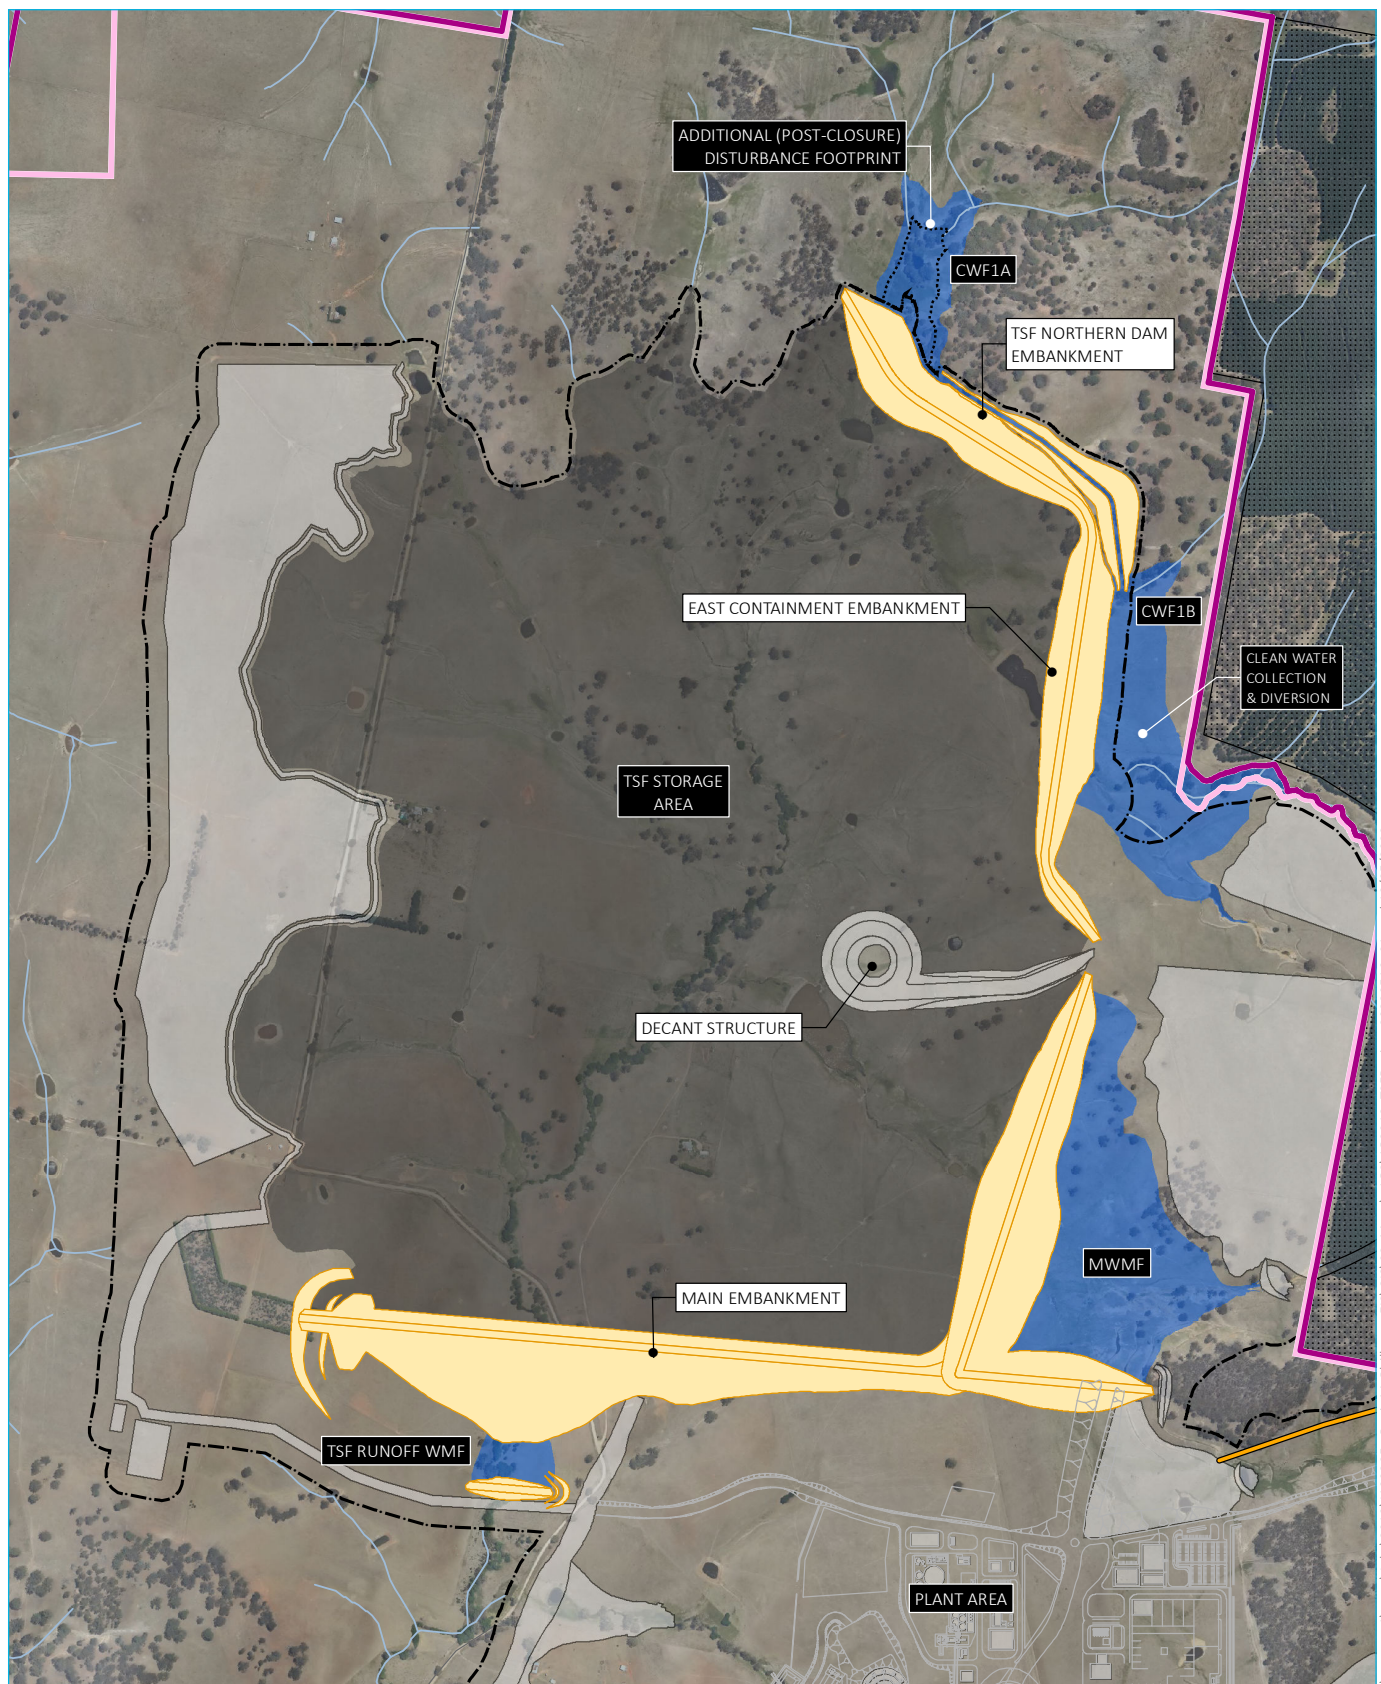 ADDITIONAL (POST-CLOSURE)
DISTURBANCE FOOTPRINT
CWF1A
TSF NORTHERN DAM
EMBANKMENT
EAST CONTAINMENT EMBANKMENT
CWF1B
CLEAN WATER
COLLECTION
& DIVERSION
TSF STORAGE
AREA
DECANT STRUCTURE
MWMF
MAIN EMBANKMENT
TSF RUNOFF WMF
PLANT AREA